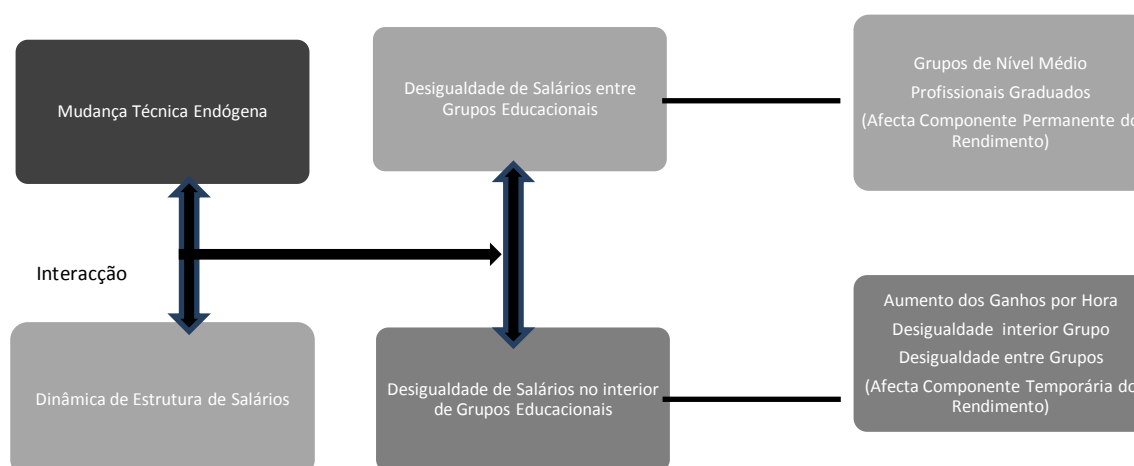 Mudança Técnica Endógena
Desigualdade de Salários entre
Grupos Educacionais
Grupos de Nível Médio
Profissionais Graduados
(Afecta Componente Permanente do
Rendimento)
Interacção
Dinâmica de Estrutura de Salários
Desigualdade de Salários no interior
de Grupos Educacionais
Aumento dos Ganhos por Hora
Desigualdade interior Grupo
Desigualdade entre Grupos
(Afecta Componente Temporária do
Rendimento)